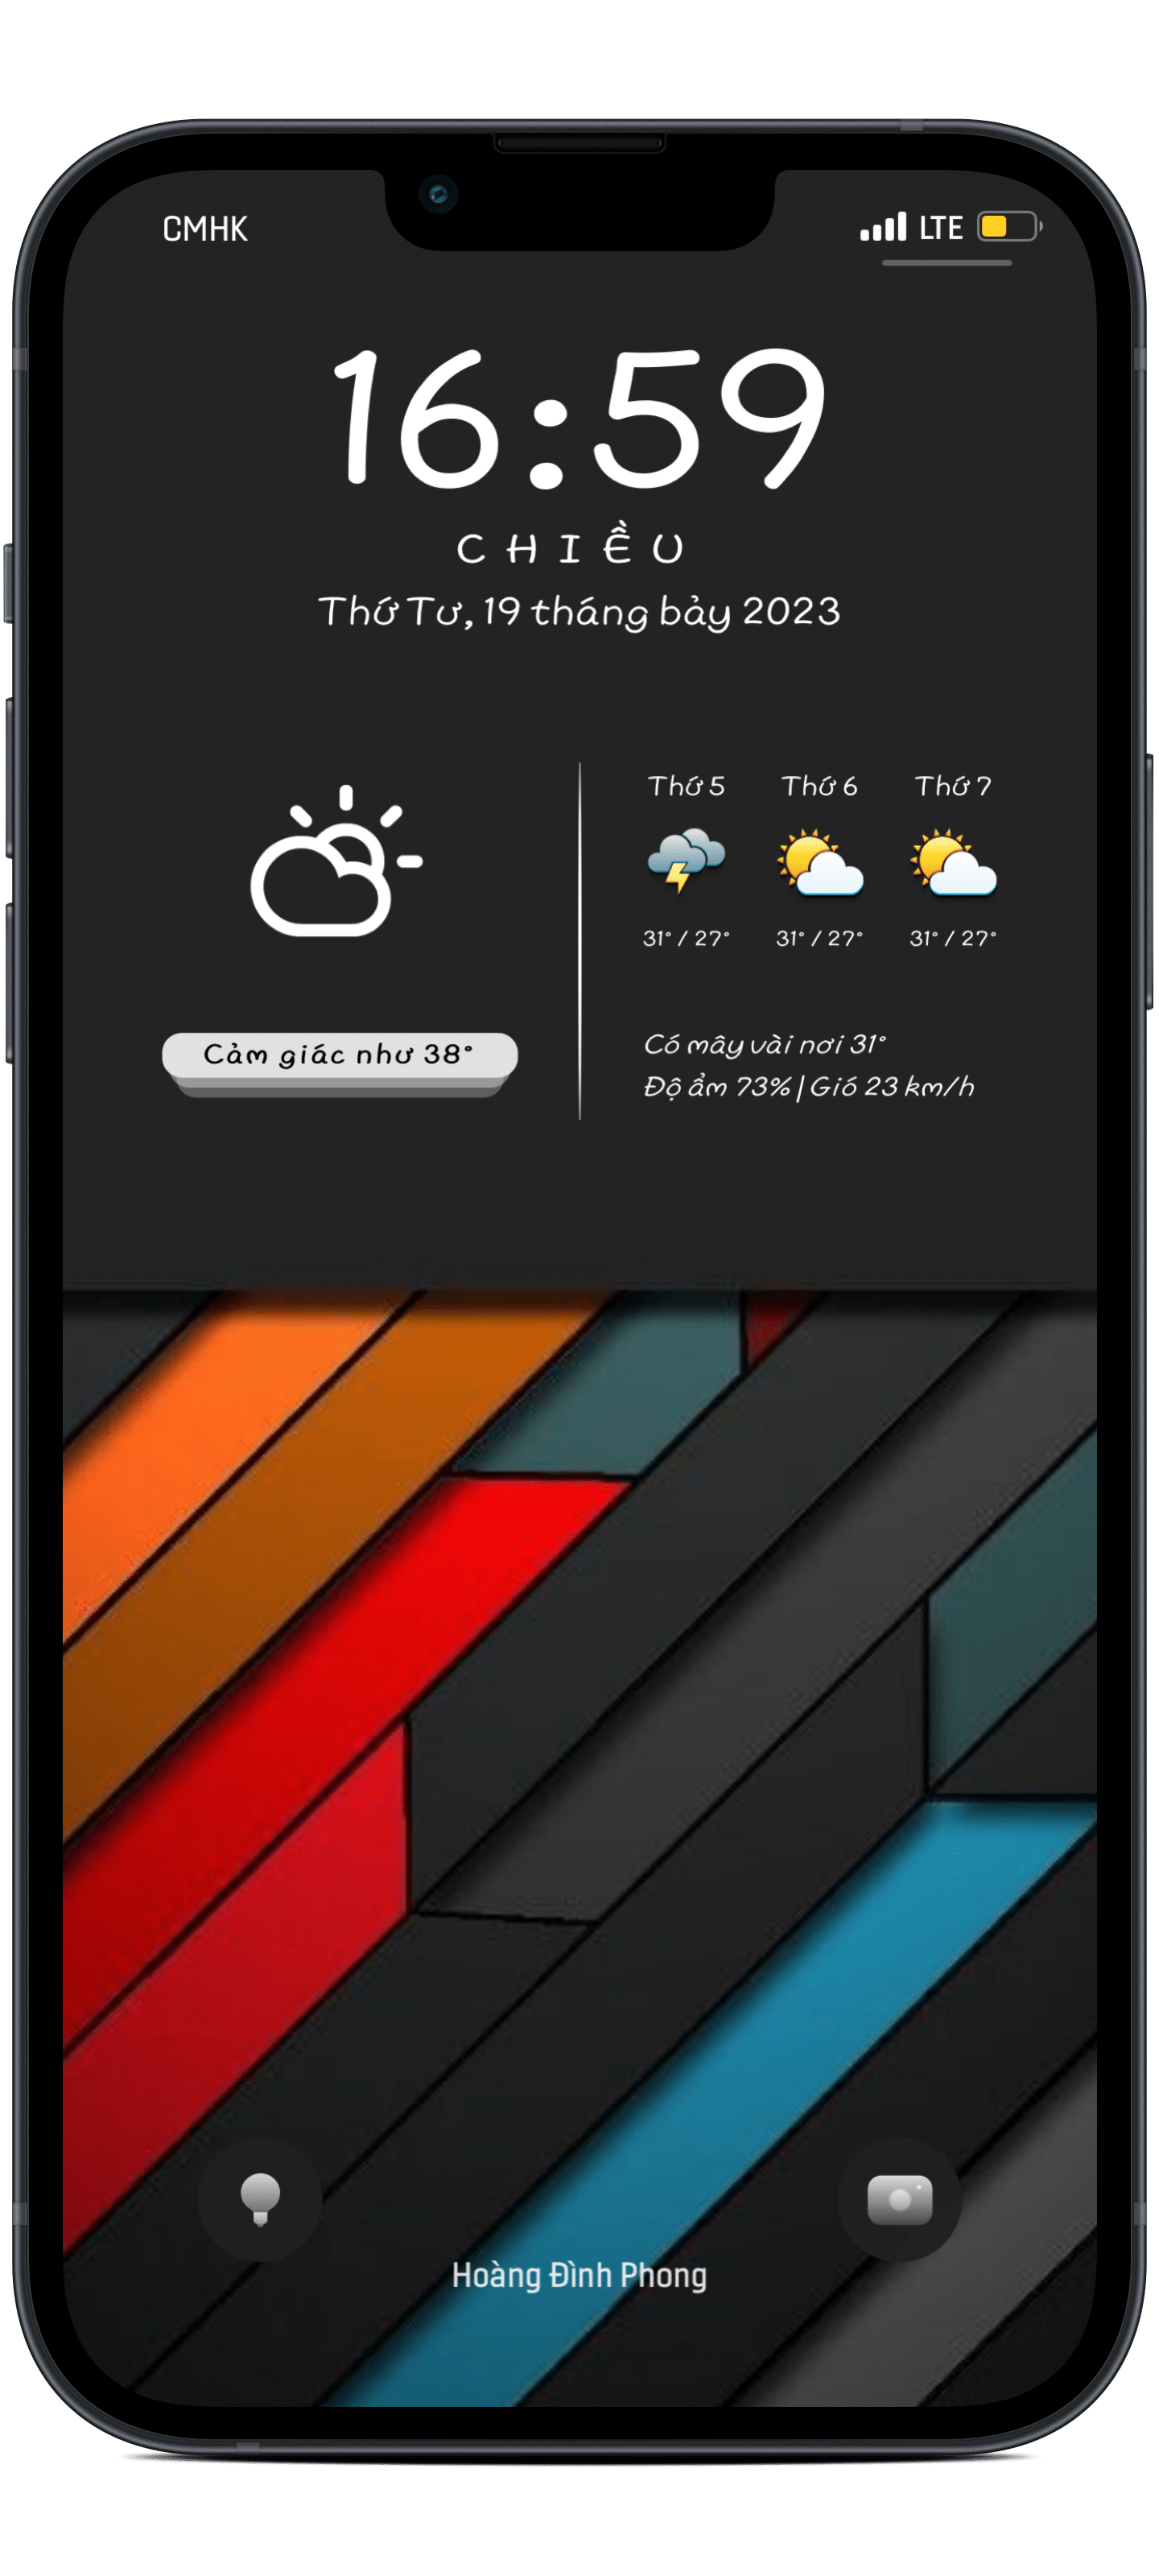 CMHK
LTE
16:59
CHIỀU
Thứ Tư, 19 tháng bảy 2023
Thứ 5 Thứ 6 Thứ 7
31° / 27° 31° / 27° 31° / 27°
Cảm giác như 38°
Có mây vài nơi 31°
Độ ẩm 73% | Gió 23 km/h
Hoàng Đình Phong